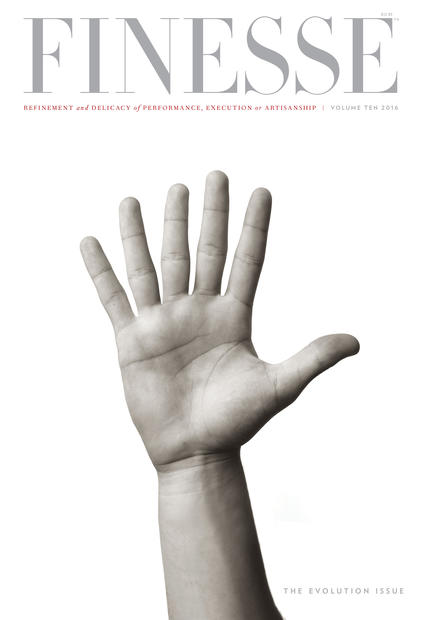 FINESSE
REFINEMENT and DELICACY of PERFORMANCE, EXECUTION or ARTISANSHIP. | VOLUME TEN 2016
THE EVOLUTION ISSUE